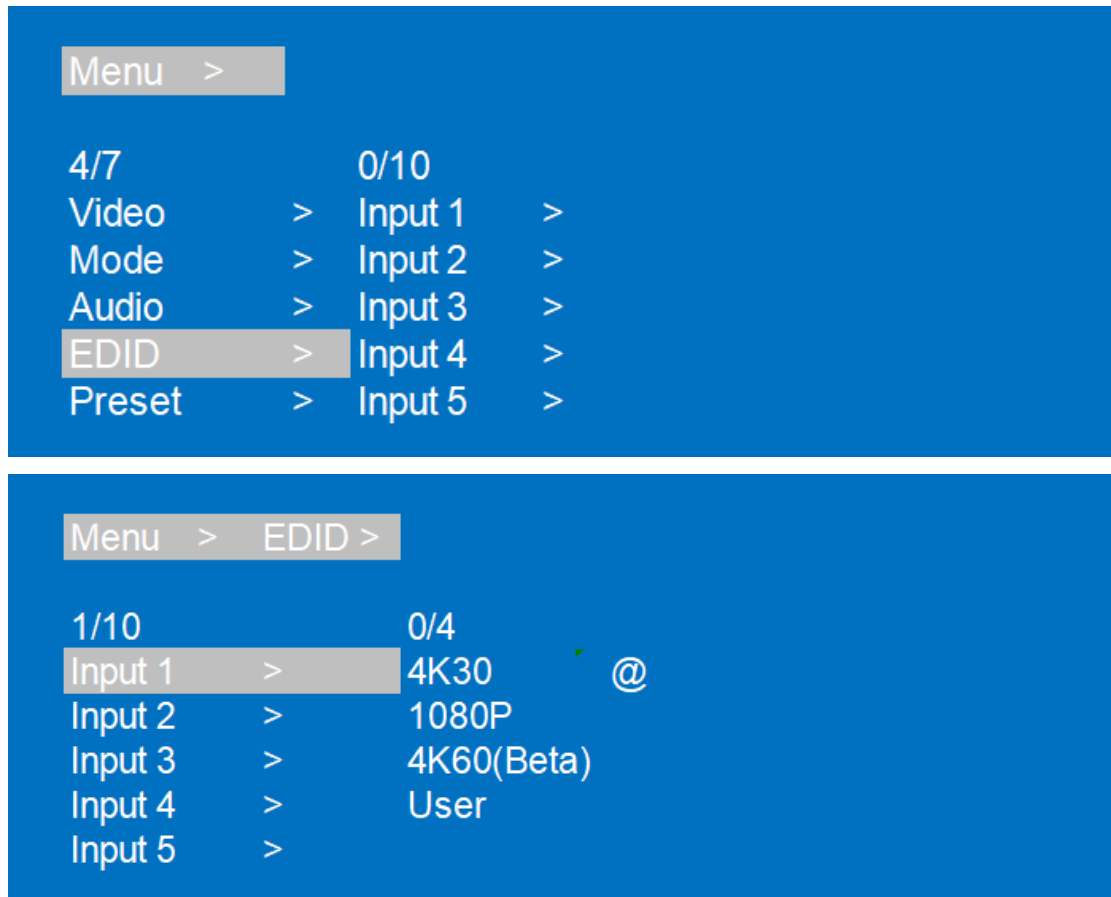 Menu >
4/7 0/10
Video > Input 1 >
Mode > Input 2 >
Audio > Input 3 >
EDID > Input 4 >
Preset > Input 5 >
Menu > EDID >
1/10 0/4
Input 1 > 4K30 @
Input 2 > 1080P
Input 3 > 4K60(Beta)
Input 4 > User
Input 5 >